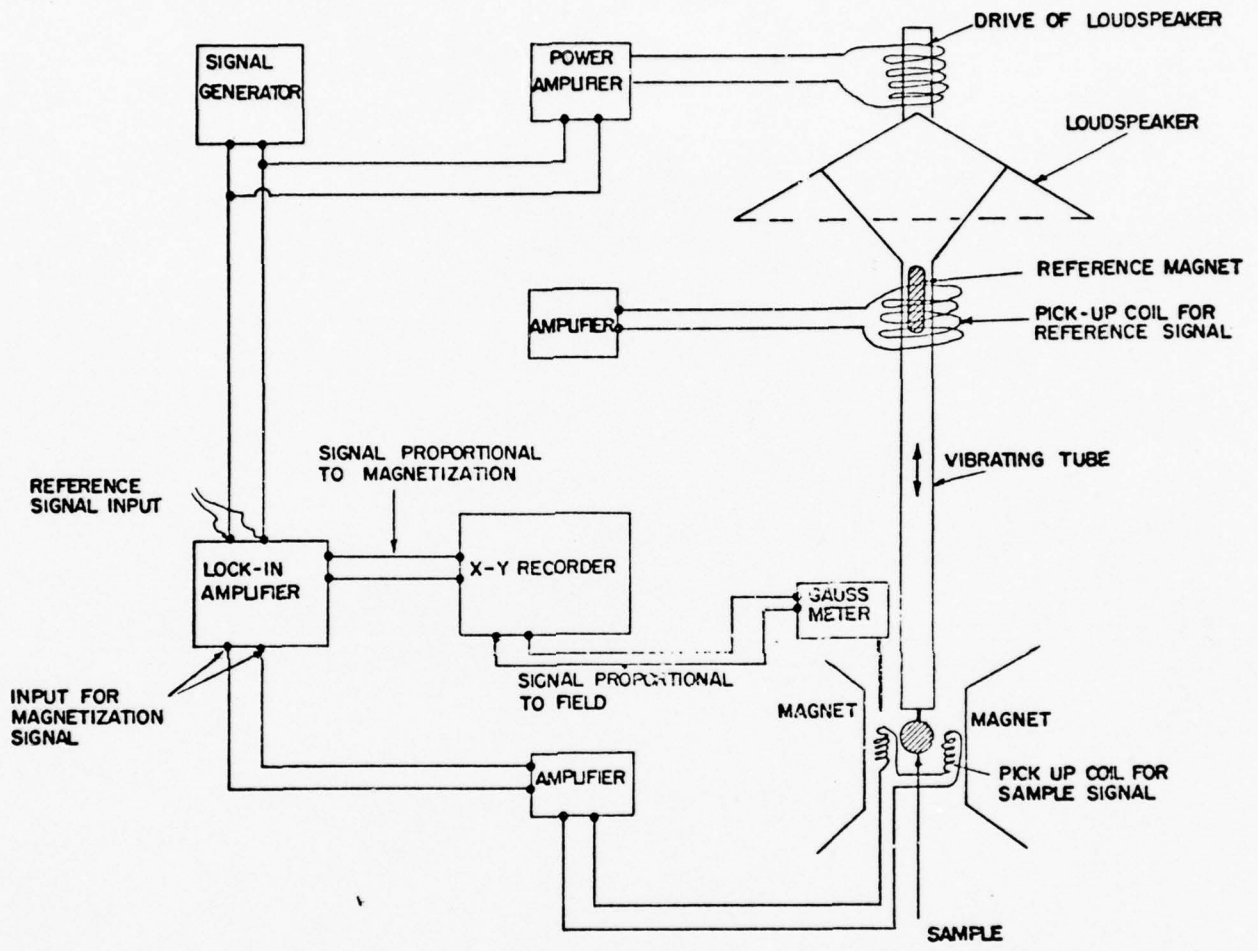 DRIVE OF LOUDSPEAKER
SIGNAL
GENERATOR
POWER
AMPLIFIER
LOUDSPEAKER
REFERENCE MAGNET
PICK-UP COIL FOR
REFERENCE SIGNAL
AMPLIFIER
SIGNAL PROPORTIONAL
TO MAGNETIZATION
VIBRATING TUBE
REFERENCE
SIGNAL INPUT
LOCK-IN
AMPLIFIER
X-Y RECORDER
GAUSS
METER
SIGNAL PROPORTIONAL
TO FIELD
INPUT FOR
MAGNETIZATION
SIGNAL
MAGNET
MAGNET
AMPLIFIER
PICK UP COIL FOR
SAMPLE SIGNAL
SAMPLE